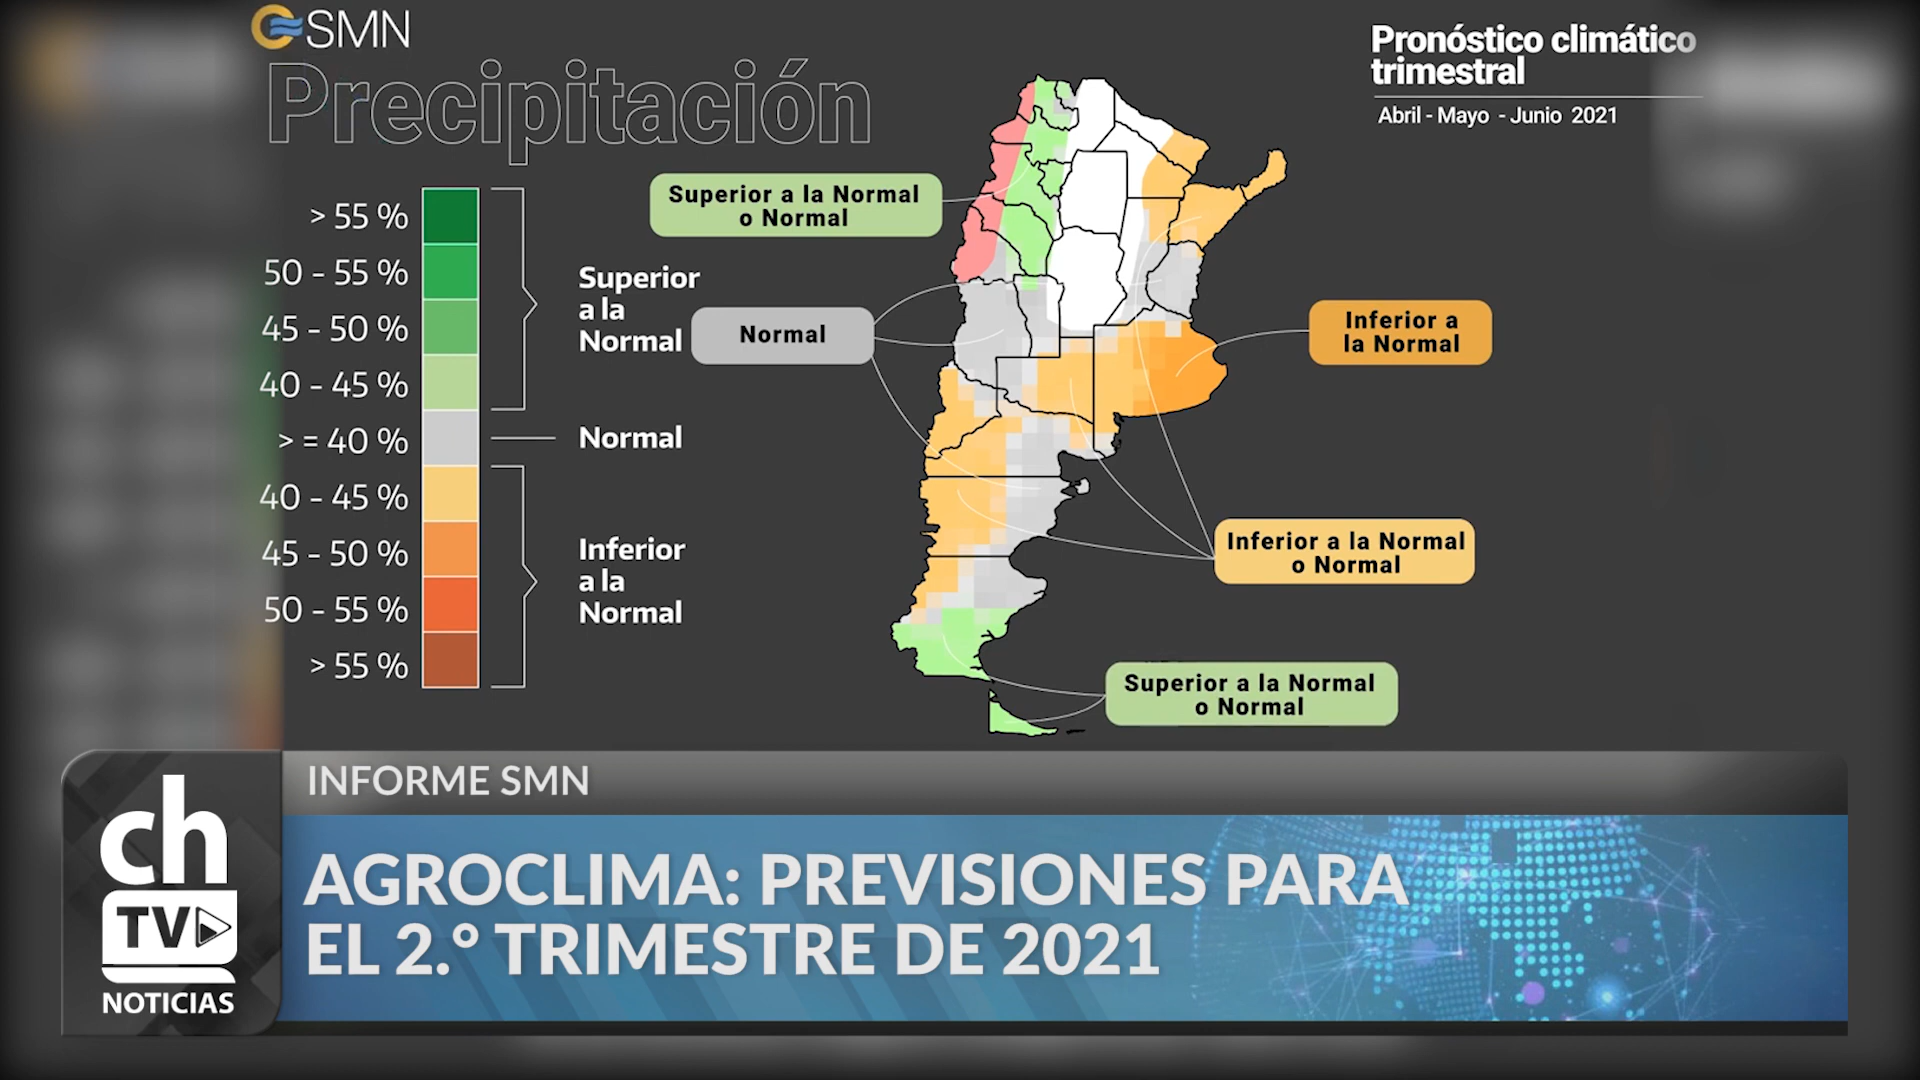 SMN
Precipitación
Pronóstico climático
trimestral
Abril - Mayo - Junio 2021
> 55 %
50 - 55 %
45 - 50 %
40 - 45 %
> = 40 %
40 - 45 %
45 - 50 %
50 - 55 %
> 55 %
Superior
a la
Normal
Normal
Inferior
a la
Normal
Superior a la Normal
o Normal
Normal
Inferior a
la Normal
Inferior a la Normal
o Normal
Superior a la Normal
o Normal
INFORME SMN
AGROCLIMA: PREVISIONES PARA
EL 2.° TRIMESTRE DE 2021
ch
TV
NOTICIAS